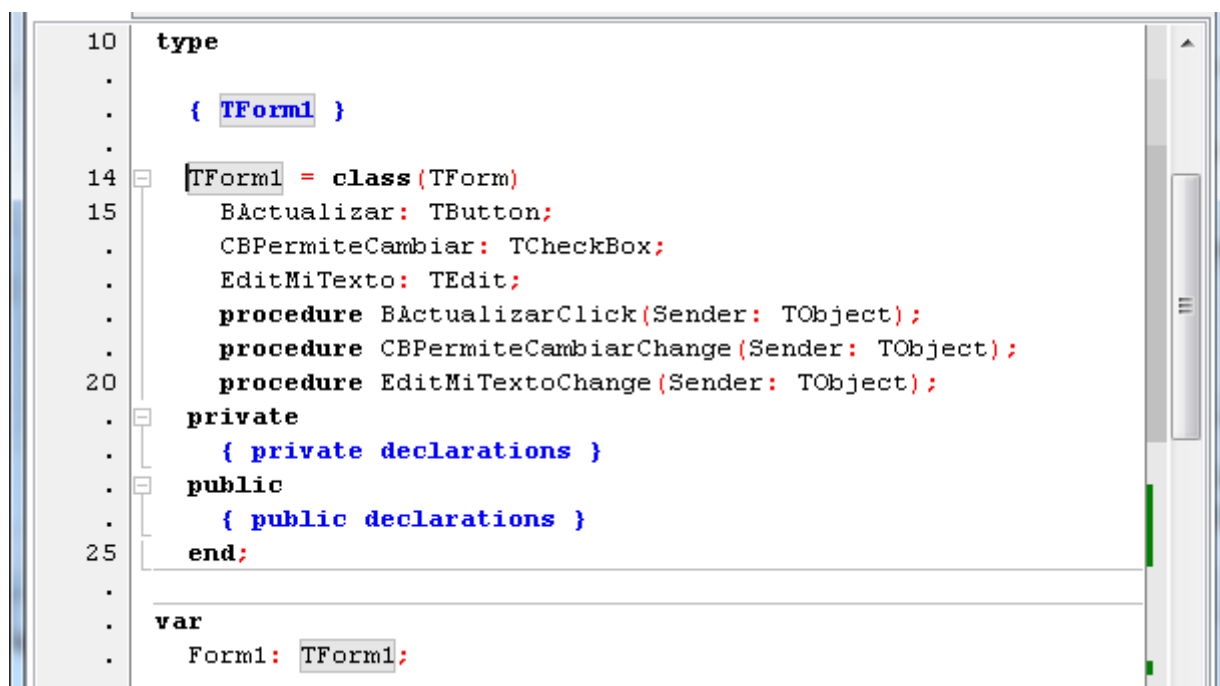 10 type
.
. { TForm1 }
.
14 TForm1 = class(TForm)
15 BActualizar: TButton;
. CBPermiteCambiar: TCheckBox;
. EditMiTexto: TEdit;
. procedure BActualizarClick(Sender: TObject);
. procedure CBPermiteCambiarChange(Sender: TObject);
20 procedure EditMiTextoChange(Sender: TObject);
. private
. { private declarations }
. public
. { public declarations }
25 end;
.
. var
. Form1: TForm1;